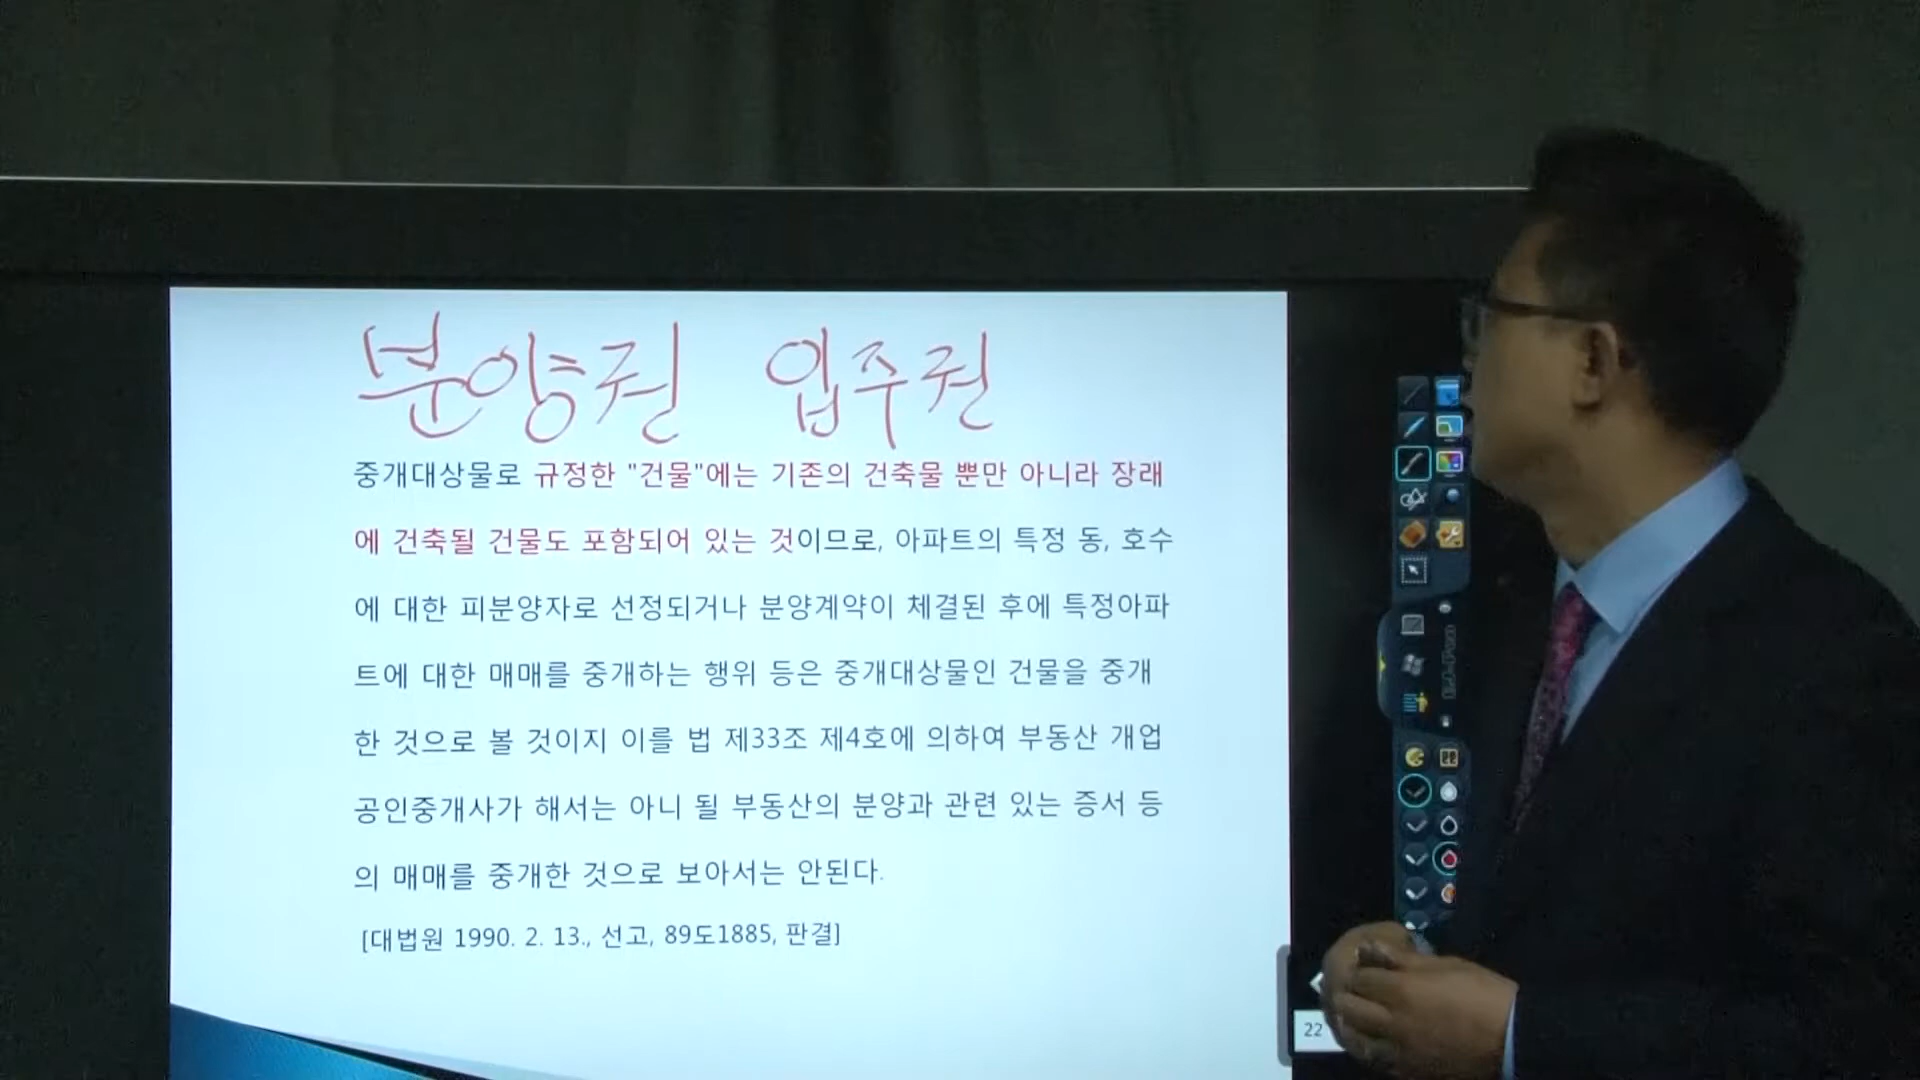 분양권 입주권
중개대상물로 규정한 "건물"에는 기존의 건축물 뿐만 아니라 장래
에 건축될 건물도 포함되어 있는 것이므로, 아파트의 특정 동, 호수
에 대한 피분양자로 선정되거나 분양계약이 체결된 후에 특정아파
트에 대한 매매를 중개하는 행위 등은 중개대상물인 건물을 중개
한 것으로 볼 것이지 이를 법 제33조 제4호에 의하여 부동산 개업
공인중개사가 해서는 아니 될 부동산의 분양과 관련 있는 증서 등
의 매매를 중개한 것으로 보아서는 안된다.
[대법원 1990. 2. 13., 선고, 89도1885, 판결]
22